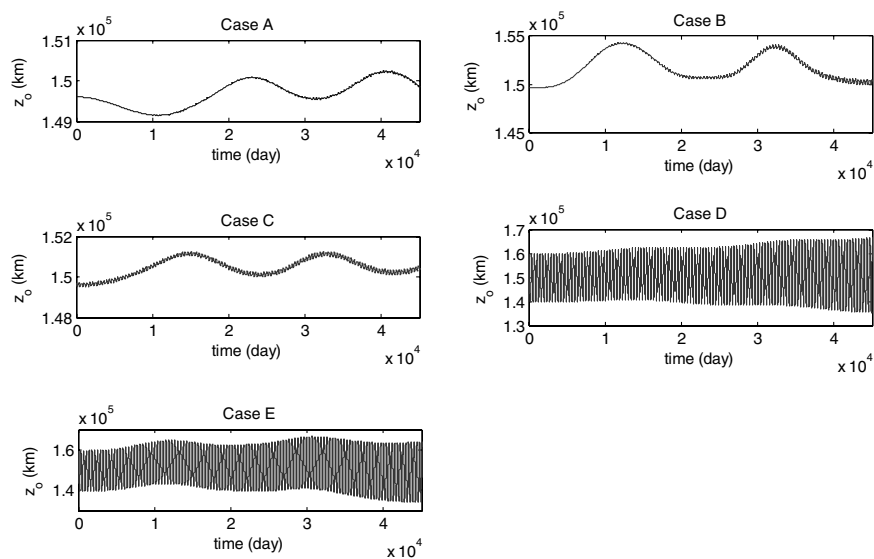 Case A
x 10^5
1.51
1.5
1.49
z_o (km)
0 1 2 3 4
time (day)
x 10^4
Case B
x 10^5
1.55
1.5
1.45
z_o (km)
0 1 2 3 4
time (day)
x 10^4
Case C
x 10^5
1.52
1.5
1.48
z_o (km)
0 1 2 3 4
time (day)
x 10^4
Case D
x 10^5
1.7
1.6
1.5
1.4
1.3
z_o (km)
0 1 2 3 4
time (day)
x 10^4
Case E
x 10^5
1.6
1.4
z_o (km)
0 1 2 3 4
time (day)
x 10^4